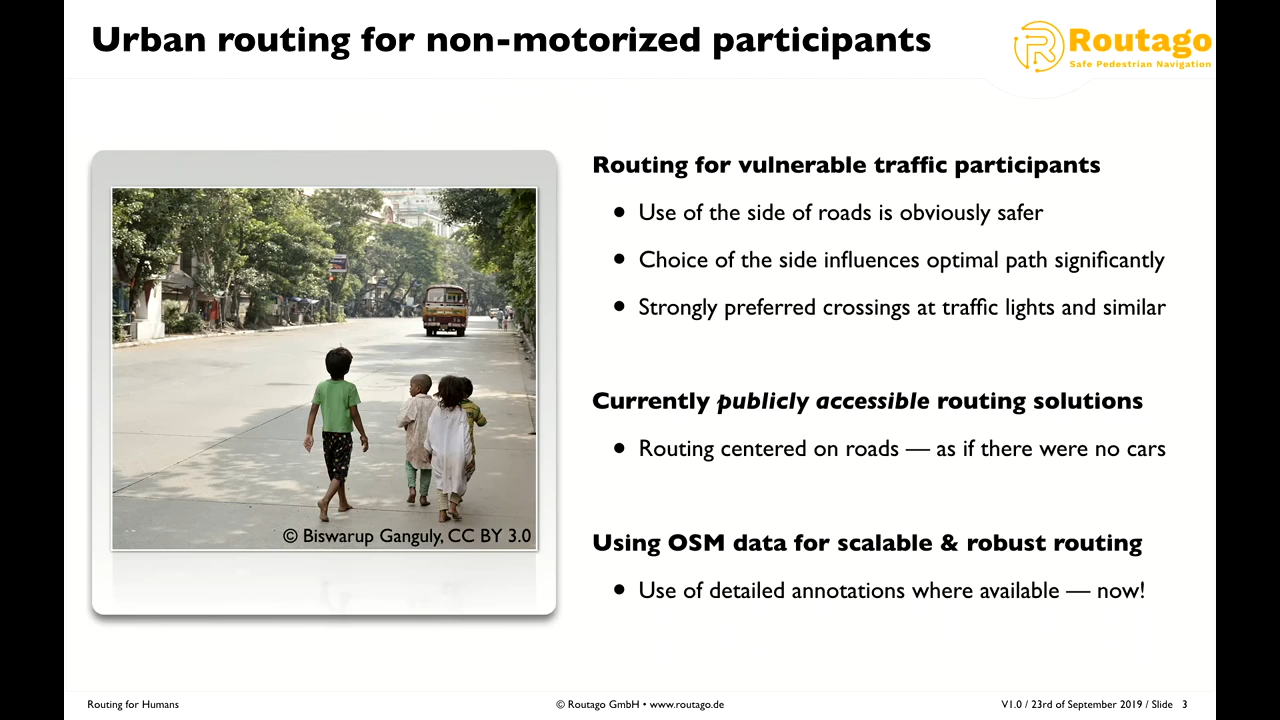 Urban routing for non-motorized participants
Routago
Safe Pedestrian Navigation
Routing for vulnerable traffic participants
• Use of the side of roads is obviously safer
• Choice of the side influences optimal path significantly
• Strongly preferred crossings at traffic lights and similar
Currently publicly accessible routing solutions
• Routing centered on roads — as if there were no cars
Using OSM data for scalable & robust routing
• Use of detailed annotations where available — now!
© Biswarup Ganguly, CC BY 3.0
Routing for Humans
© Routago GmbH • www.routago.de
V1.0 / 23rd of September 2019 / Slide 3